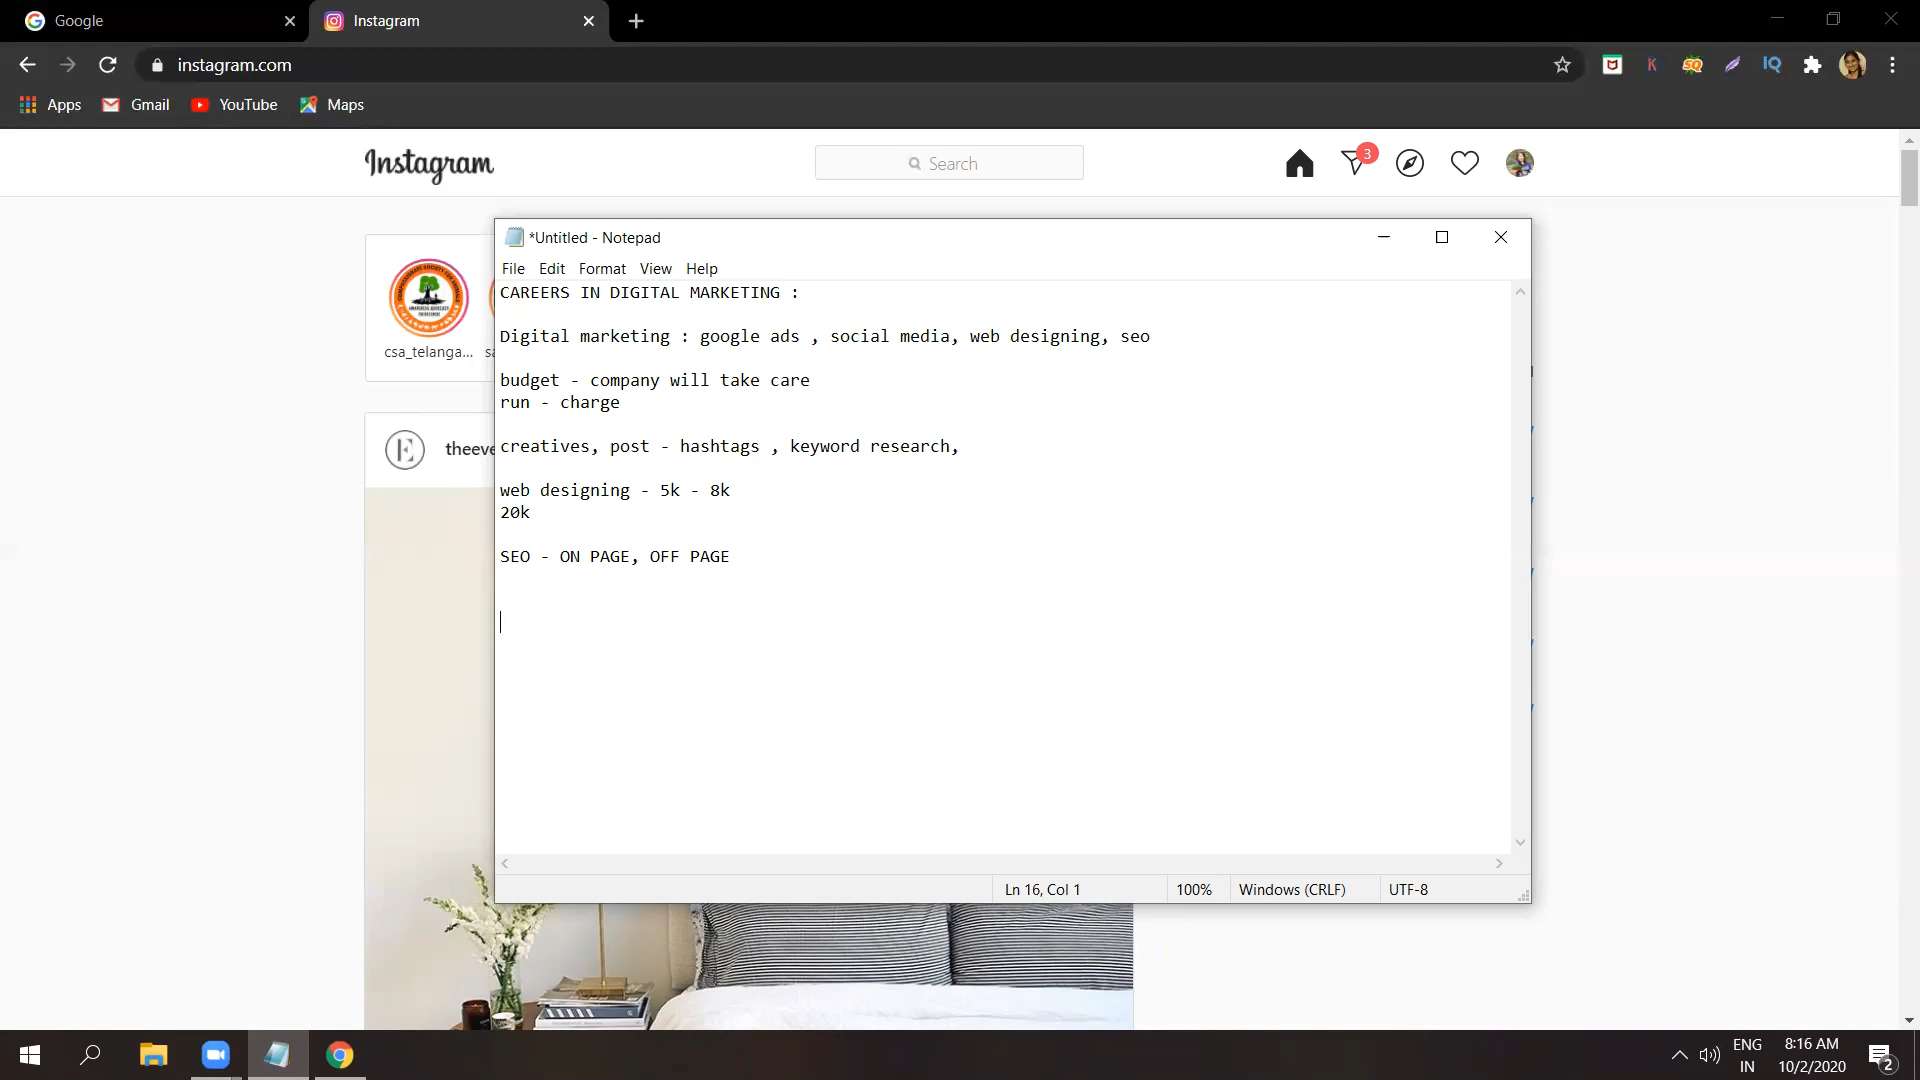 Google
Instagram
instagram.com
Apps Gmail YouTube Maps
Instagram
Search
3
csa_telanga...
*Untitled - Notepad
File Edit Format View Help
CAREERS IN DIGITAL MARKETING :
Digital marketing : google ads , social media, web designing, seo
budget - company will take care
run - charge
creatives, post - hashtags , keyword research,
web designing - 5k - 8k
20k
SEO - ON PAGE, OFF PAGE
theeve
Ln 16, Col 1 100% Windows (CRLF) UTF-8
ENG
IN
8:16 AM
10/2/2020
2